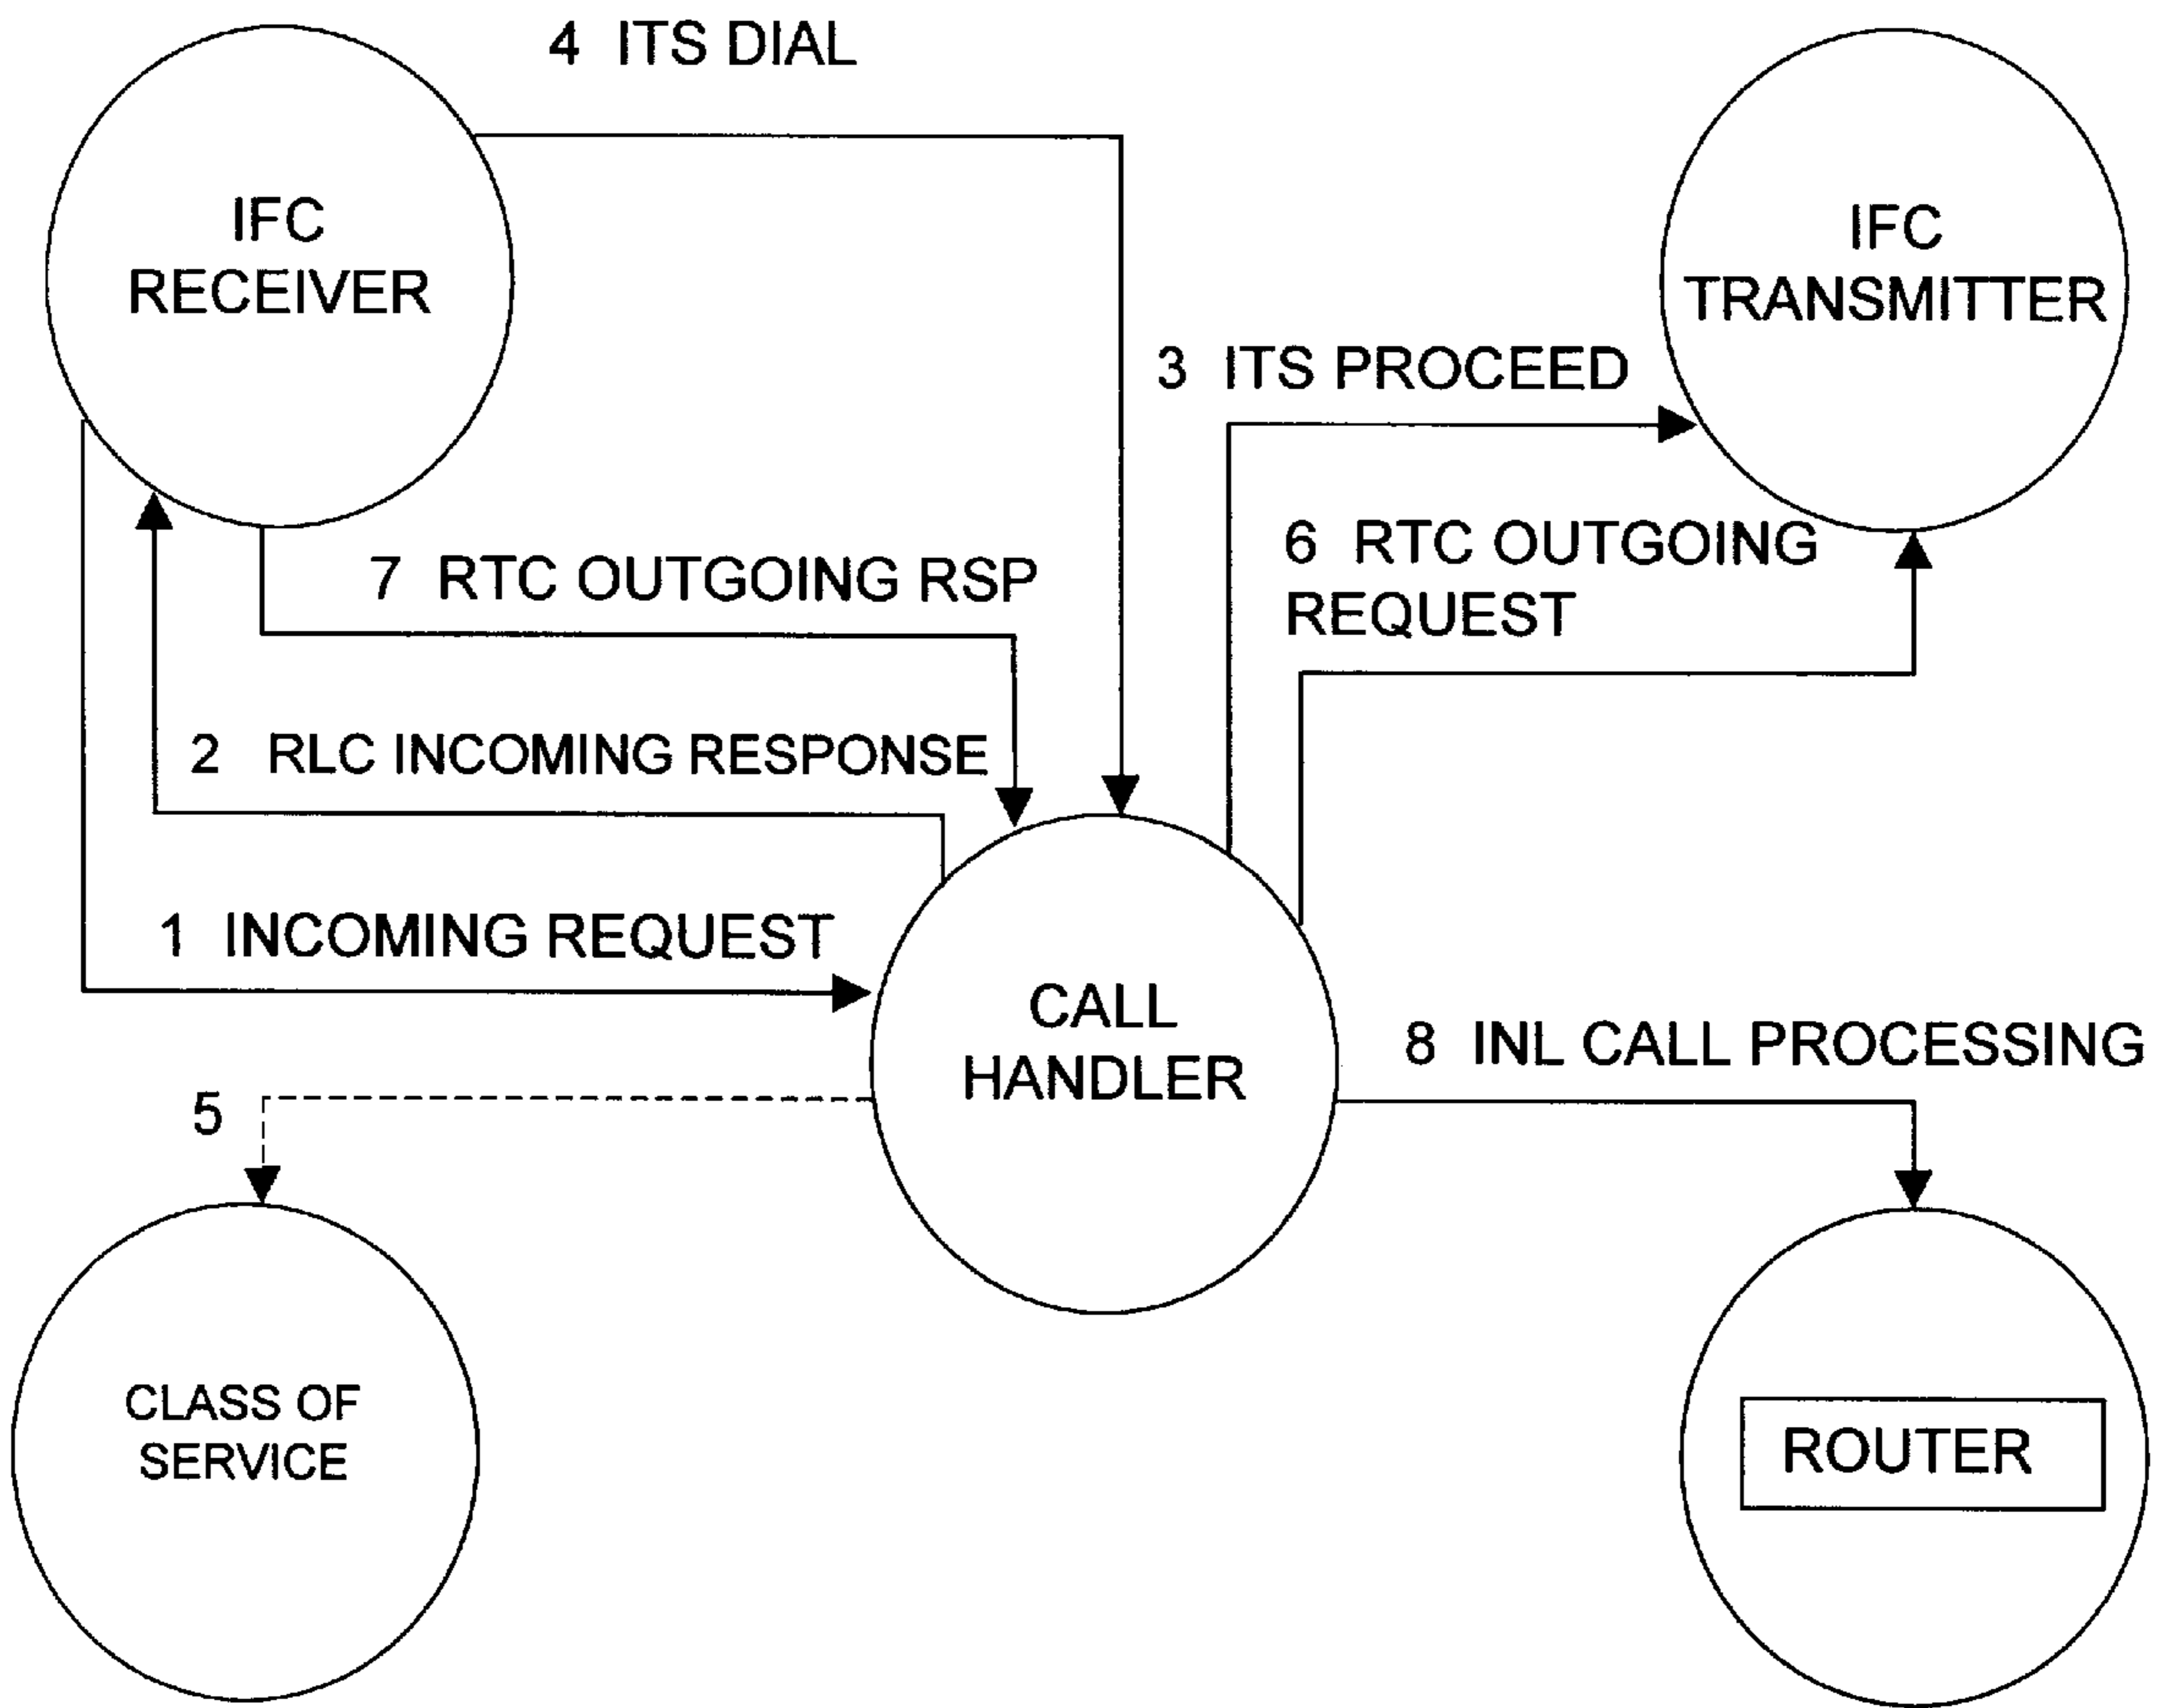 4 ITS DIAL
IFC
RECEIVER
IFC
TRANSMITTER
3 ITS PROCEED
6 RTC OUTGOING
REQUEST
7 RTC OUTGOING RSP
2 RLC INCOMING RESPONSE
1 INCOMING REQUEST
CALL
HANDLER
8 INL CALL PROCESSING
5
CLASS OF
SERVICE
ROUTER